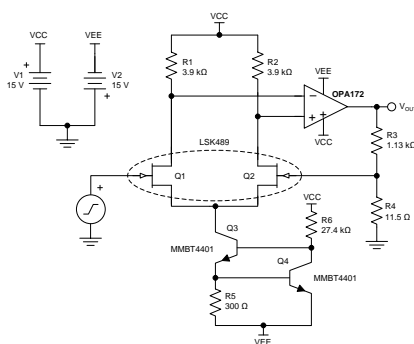 VCC
VEE
V1
15 V
V2
15 V
VCC
R1
3.9 kΩ
R2
3.9 kΩ
VEE
OPA172
VCC
VOUT
R3
1.13 kΩ
R4
11.5 Ω
LSK489
Q1
Q2
VCC
R6
27.4 kΩ
Q3
MMBT4401
Q4
MMBT4401
R5
300 Ω
VEE